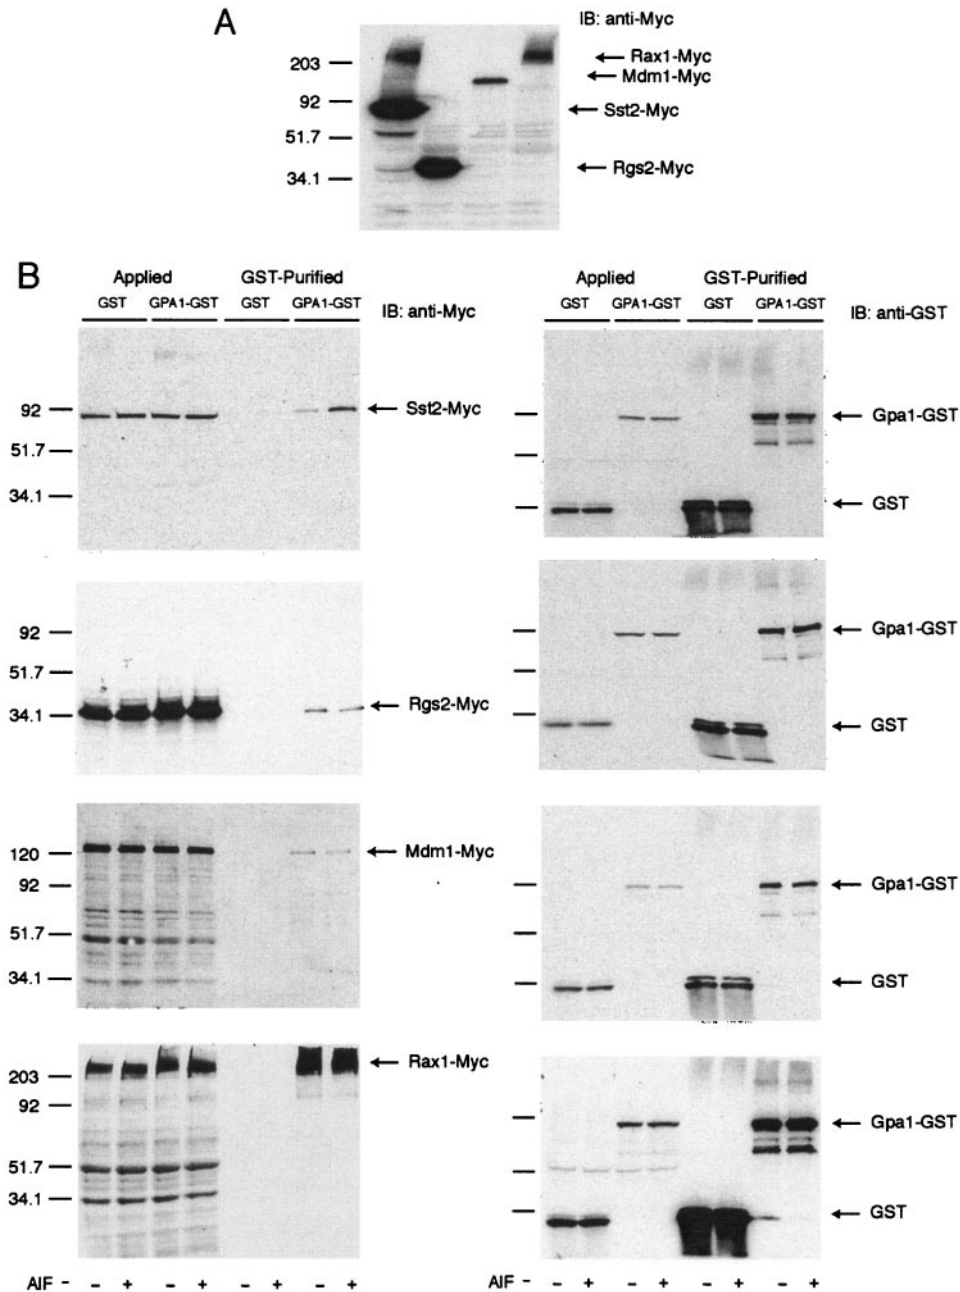 A
IB: anti-Myc
203
92
51.7
34.1
Rax1-Myc
Mdm1-Myc
Sst2-Myc
Rgs2-Myc
B
Applied GST-Purified
GST GPA1-GST GST GPA1-GST
IB: anti-Myc
92
51.7
34.1
Sst2-Myc
92
51.7
34.1
Rgs2-Myc
120
92
51.7
34.1
Mdm1-Myc
203
92
51.7
34.1
Rax1-Myc
AlF - - + - + - + - +
Applied GST-Purified
GST GPA1-GST GST GPA1-GST
IB: anti-GST
Gpa1-GST
GST
Gpa1-GST
GST
Gpa1-GST
GST
Gpa1-GST
GST
AlF - - + - + - + - +